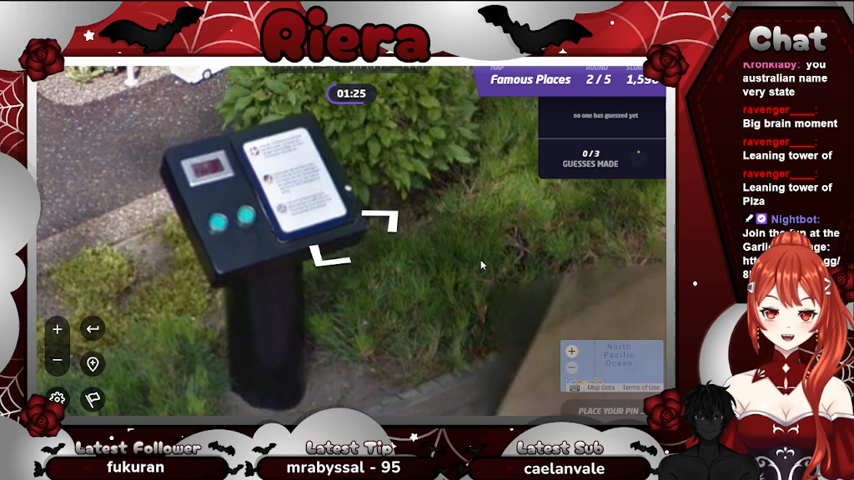 Riera
Chat
01:25
MAP
Famous Places
ROUND
2 / 5
no one has guessed yet
0/3
GUESSES MADE
Kronklaby: you
australian name
very state
ravenger____:
Big brain moment
ravenger____:
Leaning tower of
ravenger____:
Leaning tower of
Piza
Nightbot:
Join the fun at the
North
Pacific
Ocean
Map Data
Terms of Use
PLACE YOUR PIN
Latest Follower
fukuran
Latest Tip
mrabyssal - 95
Latest Sub
caelanvale